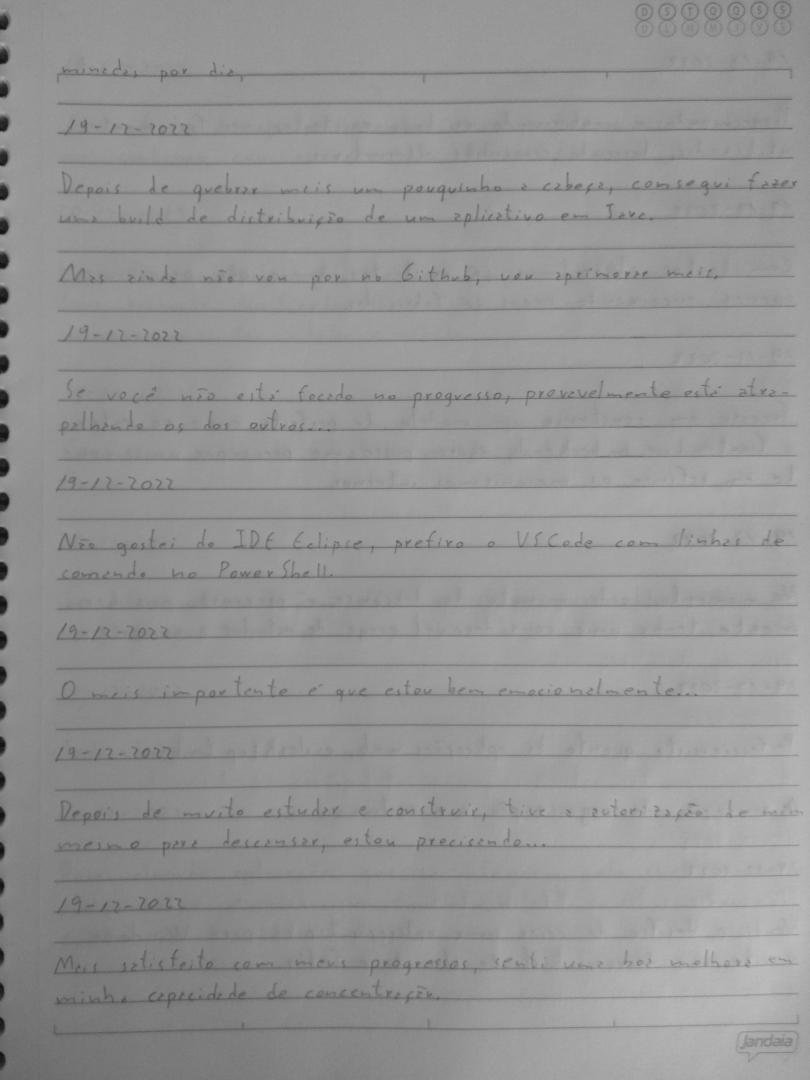 D S T Q Q S S
minadas por dia,
19-12-2022
Depois de quebrar mais um pouquinho a cabeça, consegui fazer
uma build de distribuição de um aplicativo em Java.
Mas ainda não vou por no Github, vou aprimorar mais.
19-12-2022
Se você não está focado no progresso, provavelmente está atra-
palhando os dos outros...
19-12-2022
Não gostei do IDE Eclipse, prefiro o VSCode com linhas de
comando no PowerShell.
19-12-2022
O mais importante é que estou bem emocionalmente...
19-12-2022
Depois de muito estudar e construir, tive a autorização de mim
mesmo para descansar, estou precisando...
19-12-2022
Mais satisfeito com meus progressos, senti uma boa melhora em
minha capacidade de concentração.
jandaia